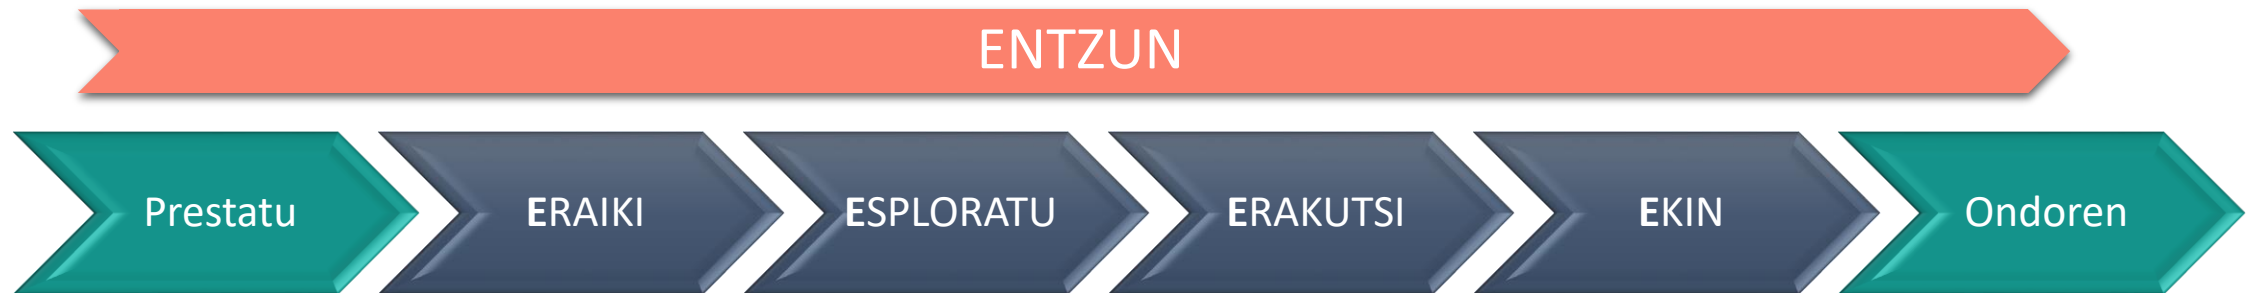 ENTZUN
Prestatu
ERAIKI
ESPLORATU
ERAKUTSI
EKIN
Ondoren